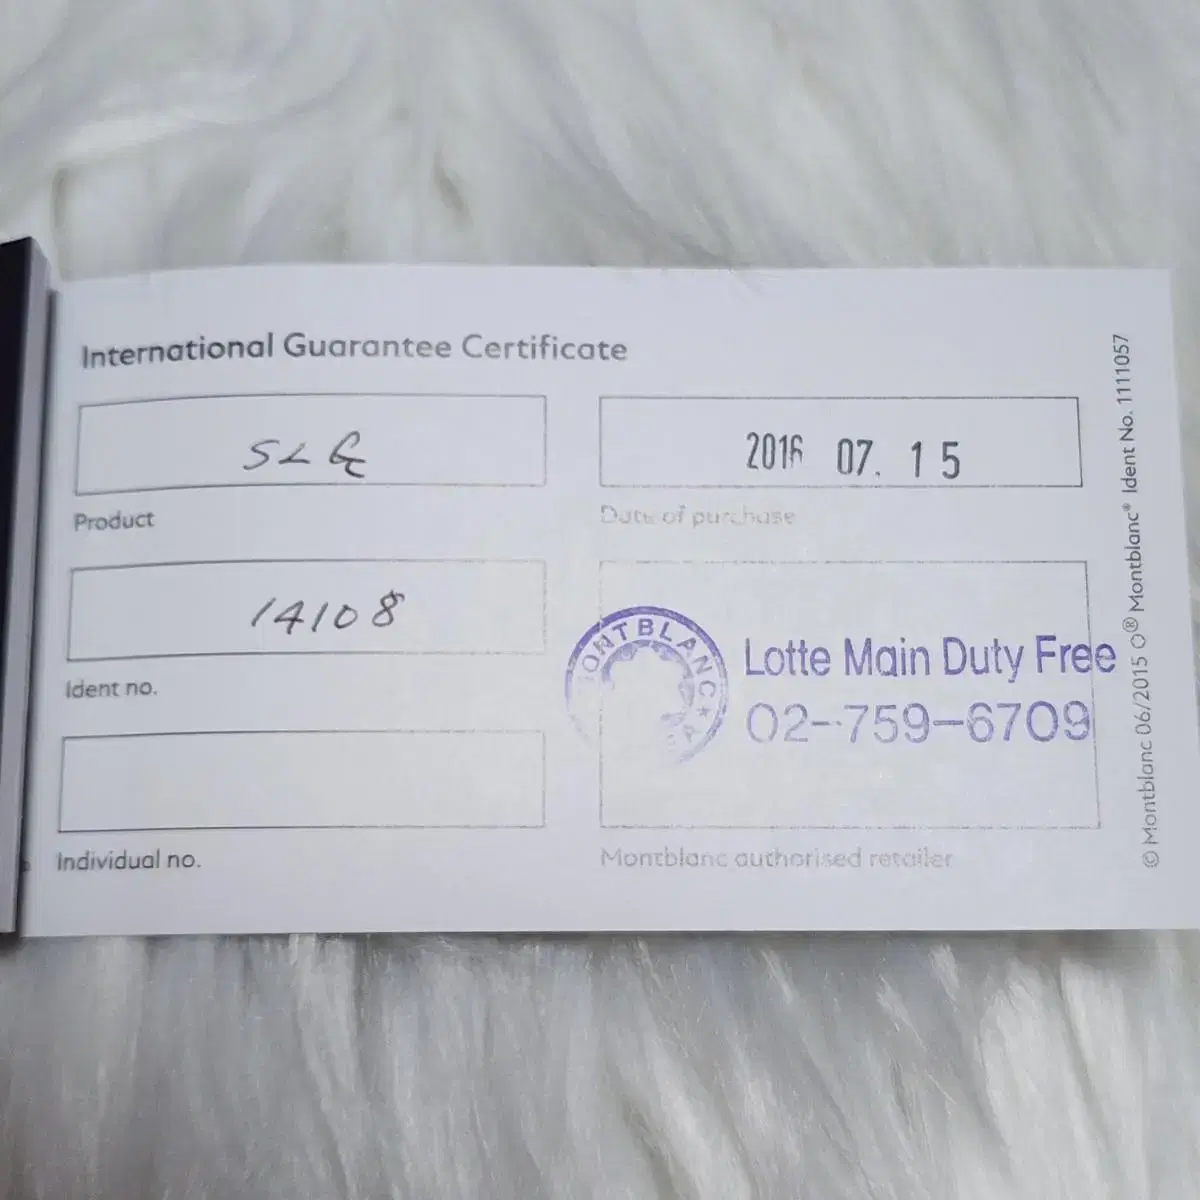 International Guarantee Certificate
SLG
2016 07. 15
Product
Date of purchase
14108
Ident no.
MONTBLANC
Lotte Main Duty Free
02-759-6709
Individual no.
Montblanc authorised retailer
© Montblanc 06/2015 O® Montblanc® Ident No. 1111057